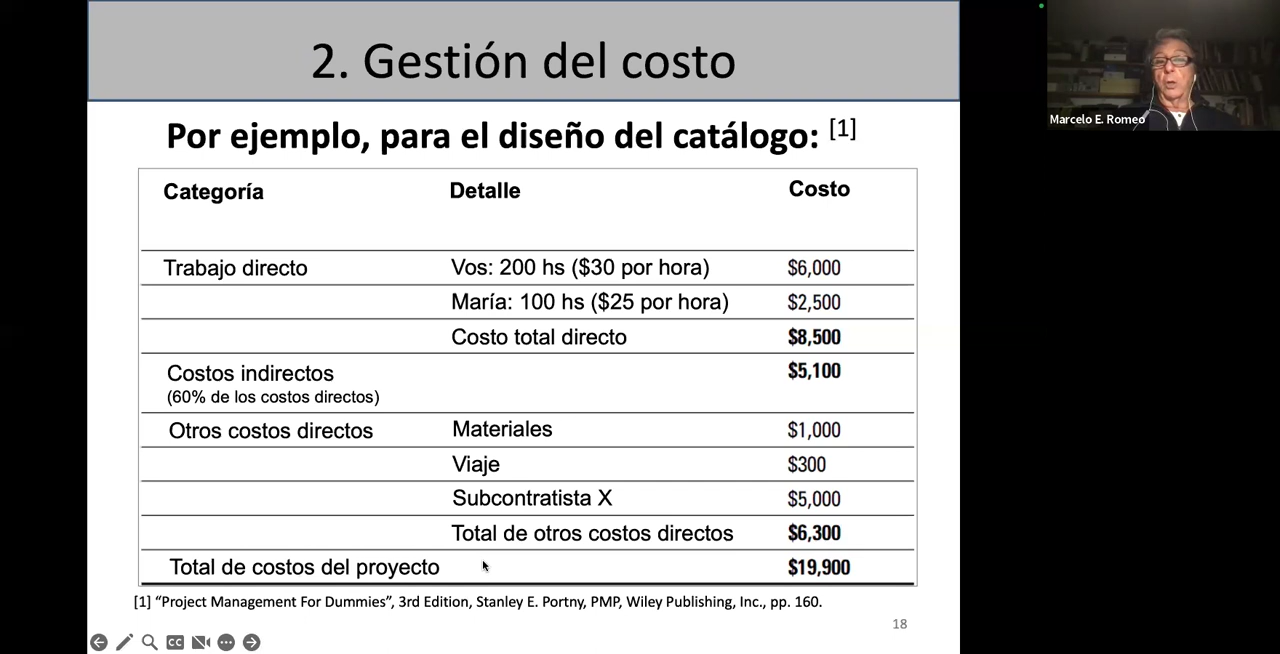 2. Gestión del costo
Marcelo E. Romeo
Por ejemplo, para el diseño del catálogo: [1]
Categoría Detalle Costo
Trabajo directo Vos: 200 hs ($30 por hora) $6,000
María: 100 hs ($25 por hora) $2,500
Costo total directo $8,500
Costos indirectos $5,100
(60% de los costos directos)
Otros costos directos Materiales $1,000
Viaje $300
Subcontratista X $5,000
Total de otros costos directos $6,300
Total de costos del proyecto $19,900
[1] “Project Management For Dummies”, 3rd Edition, Stanley E. Portny, PMP, Wiley Publishing, Inc., pp. 160.
18
CC